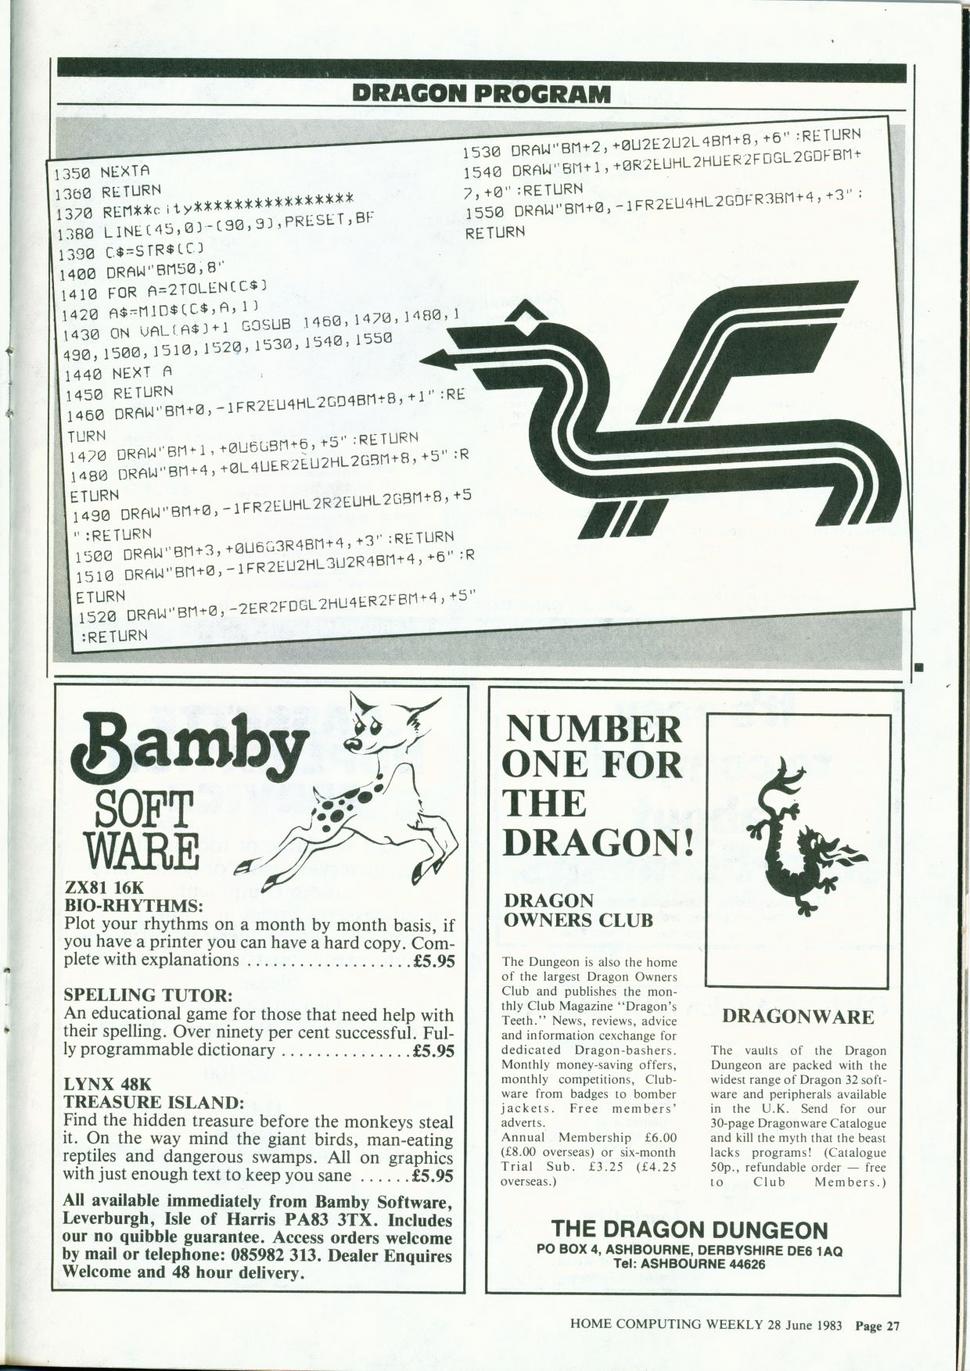 DRAGON PROGRAM
1350 NEXTA
1360 RETURN
1370 REM**city****************
1380 LINE(45,0)-(90,9),PRESET,BF
1390 C$=STR$(C)
1400 DRAW"BM50,8"
1410 FOR A=2TOLEN(C$)
1420 A$=MID$(C$,A,1)
1430 ON VAL(A$)+1 GOSUB 1460,1470,1480,1
490,1500,1510,1520,1530,1540,1550
1440 NEXT A
1450 RETURN
1460 DRAW"BM+0,-1FR2EU4HL2GD4BM+8,+1":RE
TURN
1470 DRAW"BM+1,+0U6GBM+6,+5":RETURN
1480 DRAW"BM+4,+0L4UER2EU2HL2GBM+8,+5":R
ETURN
1490 DRAW"BM+0,-1FR2EUHL2R2EUHL2GBM+8,+5
":RETURN
1500 DRAW"BM+3,+0U6G3R4BM+4,+3":RETURN
1510 DRAW"BM+0,-1FR2EU2HL3U2R4BM+4,+6":R
ETURN
1520 DRAW"BM+0,-2ER2FDGL2HU4ER2FBM+4,+5"
:RETURN
1530 DRAW"BM+2,+0U2E2U2L4BM+8,+6":RETURN
1540 DRAW"BM+1,+0R2EUHL2HUER2FDGL2GDFBM+
7,+0":RETURN
1550 DRAW"BM+0,-1FR2EU4HL2GDFR3BM+4,+3":
RETURN
Bamby
SOFT
WARE
ZX81 16K
BIO-RHYTHMS:
Plot your rhythms on a month by month basis, if
you have a printer you can have a hard copy. Com-
plete with explanations ..................£5.95
SPELLING TUTOR:
An educational game for those that need help with
their spelling. Over ninety per cent successful. Ful-
ly programmable dictionary ..............£5.95
LYNX 48K
TREASURE ISLAND:
Find the hidden treasure before the monkeys steal
it. On the way mind the giant birds, man-eating
reptiles and dangerous swamps. All on graphics
with just enough text to keep you sane ......£5.95
All available immediately from Bamby Software,
Leverburgh, Isle of Harris PA83 3TX. Includes
our no quibble guarantee. Access orders welcome
by mail or telephone: 085982 313. Dealer Enquires
Welcome and 48 hour delivery.
NUMBER
ONE FOR
THE
DRAGON!
DRAGON
OWNERS CLUB
The Dungeon is also the home
of the largest Dragon Owners
Club and publishes the mon-
thly Club Magazine "Dragon's
Teeth." News, reviews, advice
and information cexchange for
dedicated Dragon-bashers.
Monthly money-saving offers,
monthly competitions, Club-
ware from badges to bomber
jackets. Free members'
adverts.
Annual Membership £6.00
(£8.00 overseas) or six-month
Trial Sub. £3.25 (£4.25
overseas.)
DRAGONWARE
The vaults of the Dragon
Dungeon are packed with the
widest range of Dragon 32 soft-
ware and peripherals available
in the U.K. Send for our
30-page Dragonware Catalogue
and kill the myth that the beast
lacks programs! (Catalogue
50p., refundable order — free
to Club Members.)
THE DRAGON DUNGEON
PO BOX 4, ASHBOURNE, DERBYSHIRE DE6 1AQ
Tel: ASHBOURNE 44626
HOME COMPUTING WEEKLY 28 June 1983 Page 27